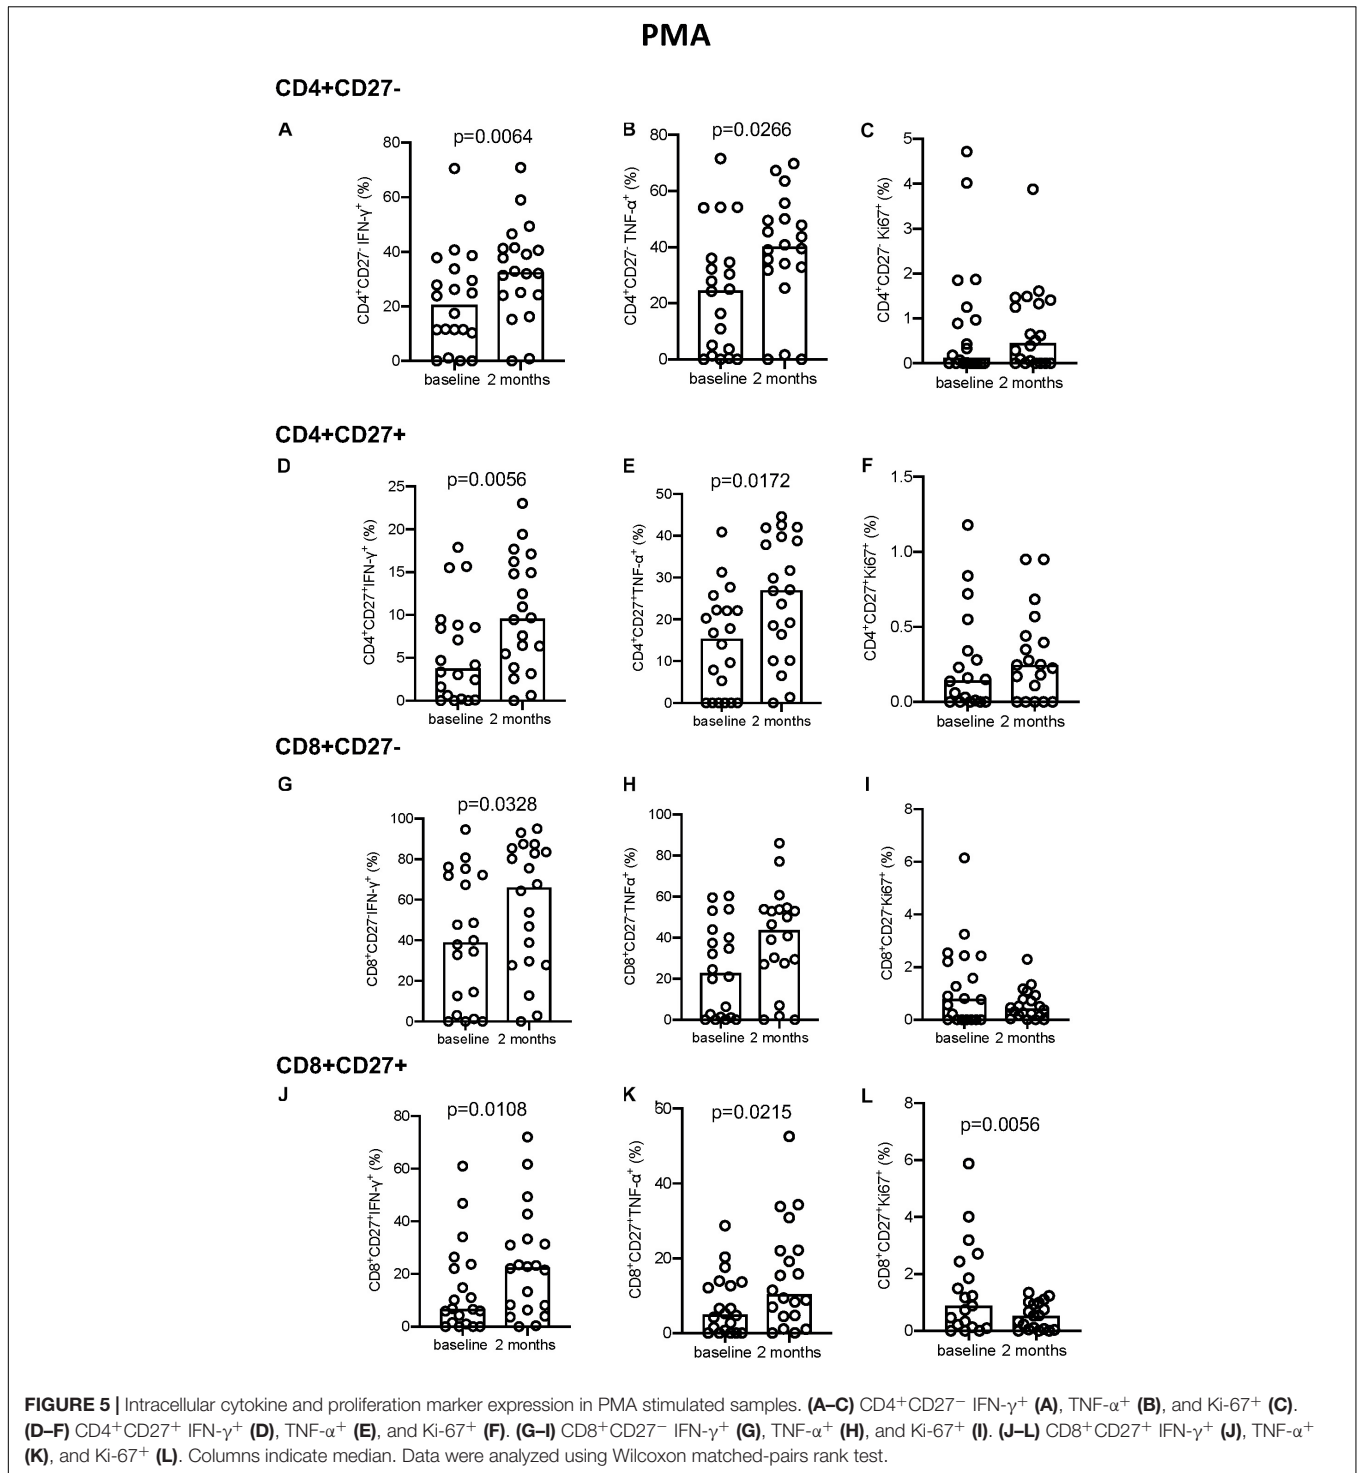 PMA
CD4+CD27-
A
p=0.0064
CD4⁺CD27⁻ IFN-γ⁺ (%)
80
60
40
20
0
baseline 2 months
B
p=0.0266
CD4⁺CD27⁻ TNF-α⁺ (%)
80
60
40
20
0
baseline 2 months
C
CD4⁺CD27⁻ Ki67⁺ (%)
5
4
3
2
1
0
baseline 2 months
CD4+CD27+
D
p=0.0056
CD4⁺CD27⁺IFN-γ⁺ (%)
25
20
15
10
5
0
baseline 2 months
E
p=0.0172
CD4⁺CD27⁺TNF-α⁺ (%)
50
40
30
20
10
0
baseline 2 months
F
CD4⁺CD27⁺Ki67⁺ (%)
1.5
1.0
0.5
0.0
baseline 2 months
CD8+CD27-
G
p=0.0328
CD8⁺CD27⁻IFN-γ⁺ (%)
100
80
60
40
20
0
baseline 2 months
H
CD8⁺CD27⁻TNFα⁺ (%)
100
80
60
40
20
0
baseline 2 months
I
CD8⁺CD27⁻Ki67⁺ (%)
8
6
4
2
0
baseline 2 months
CD8+CD27+
J
p=0.0108
CD8⁺CD27⁺IFN-γ⁺ (%)
80
60
40
20
0
baseline 2 months
K
p=0.0215
CD8⁺CD27⁺TNF-α⁺ (%)
60
40
20
0
baseline 2 months
L
p=0.0056
CD8⁺CD27⁺Ki67⁺ (%)
8
6
4
2
0
baseline 2 months
FIGURE 5 | Intracellular cytokine and proliferation marker expression in PMA stimulated samples. (A–C) CD4⁺CD27⁻ IFN-γ⁺ (A), TNF-α⁺ (B), and Ki-67⁺ (C).
(D–F) CD4⁺CD27⁺ IFN-γ⁺ (D), TNF-α⁺ (E), and Ki-67⁺ (F). (G–I) CD8⁺CD27⁻ IFN-γ⁺ (G), TNF-α⁺ (H), and Ki-67⁺ (I). (J–L) CD8⁺CD27⁺ IFN-γ⁺ (J), TNF-α⁺
(K), and Ki-67⁺ (L). Columns indicate median. Data were analyzed using Wilcoxon matched-pairs rank test.